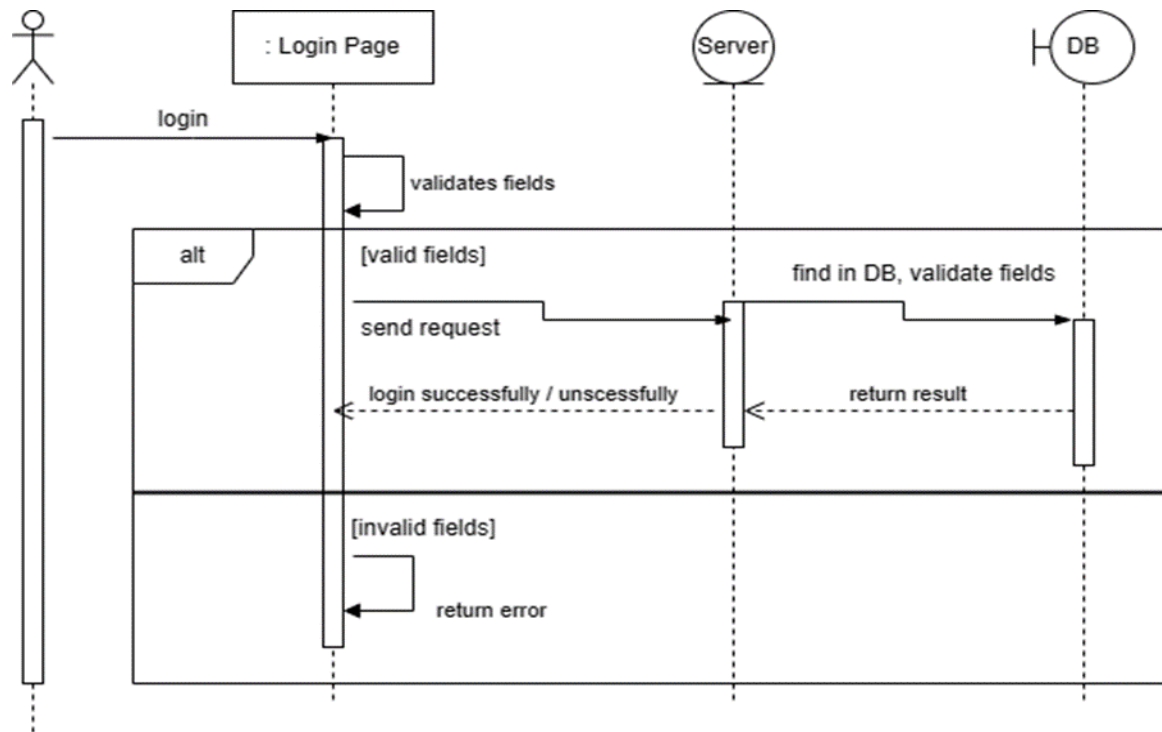 : Login Page
Server
DB
login
validates fields
alt
[valid fields]
find in DB, validate fields
send request
login successfully / unscessfully
return result
[invalid fields]
return error